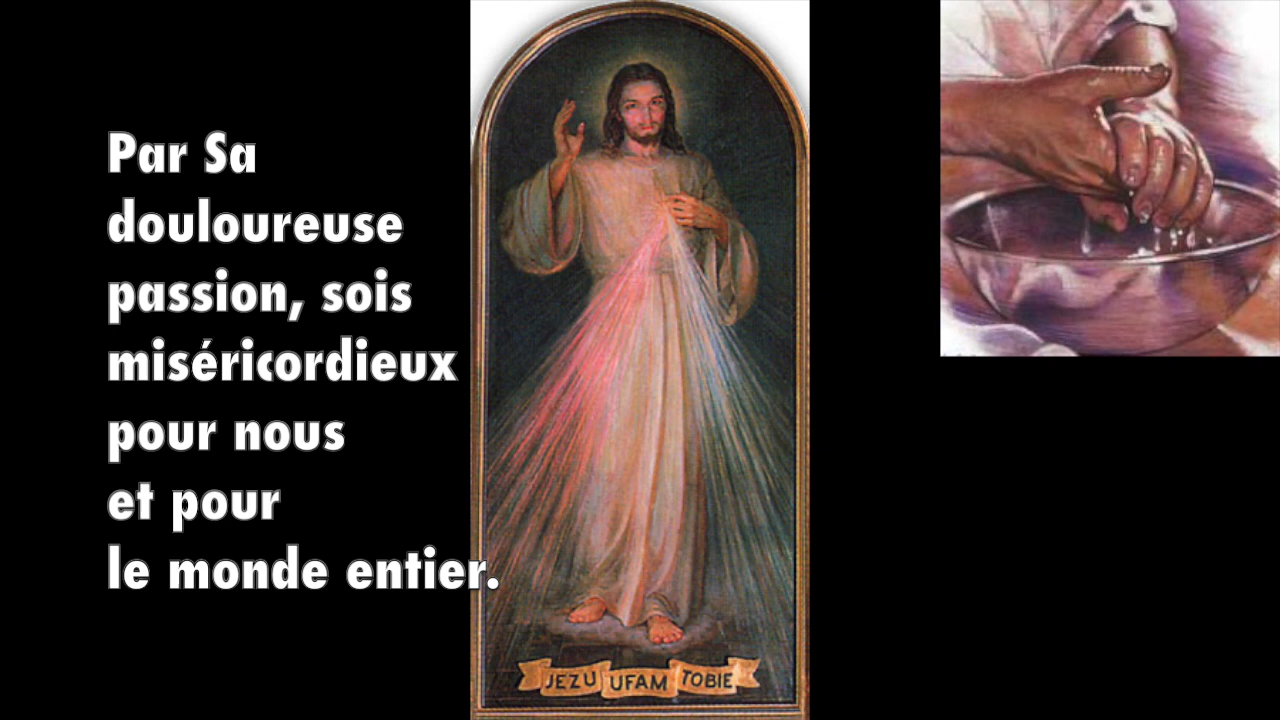 Par Sa
douloureuse
passion, sois
miséricordieux
pour nous
et pour
le monde entier.
JEZU UFAM TOBIE